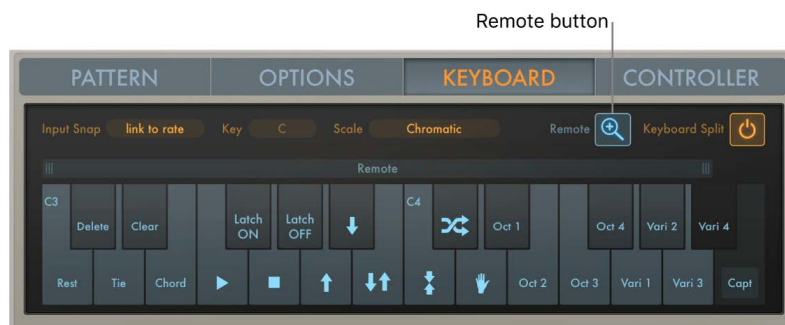 Remote button
PATTERN OPTIONS KEYBOARD CONTROLLER
Input Snap link to rate Key C Scale Chromatic Remote Keyboard Split
Remote
C3 C4
Delete Clear Latch ON Latch OFF Oct 1 Oct 4 Vari 2 Vari 4
Rest Tie Chord Oct 2 Oct 3 Vari 1 Vari 3 Capt